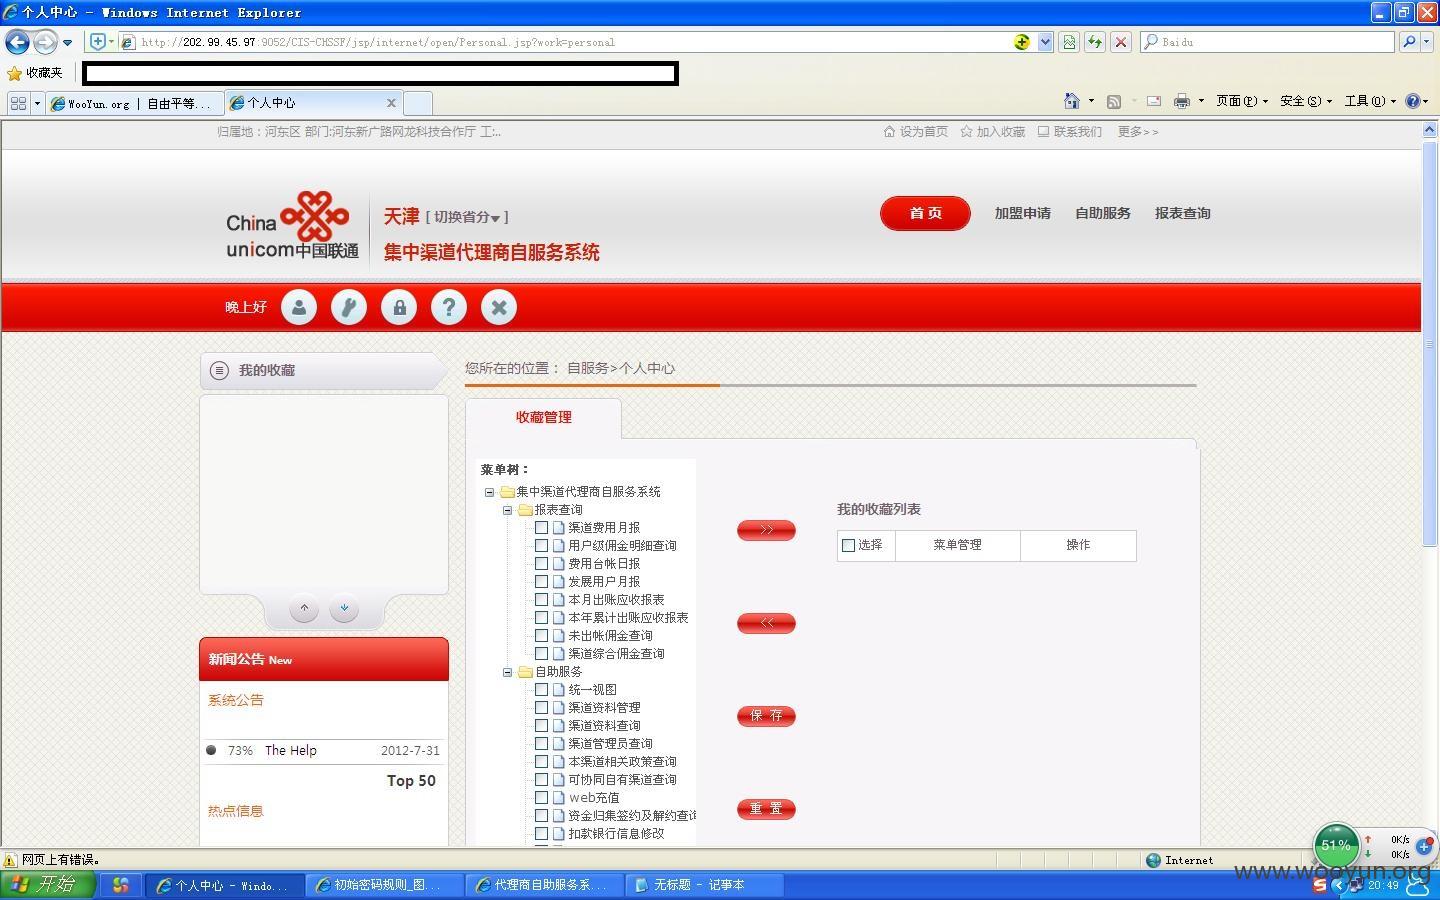 个人中心 - Windows Internet Explorer
http://202.99.45.97:9052/CIS-CHSSF/jsp/internet/open/Personal.jsp?work=personal
Baidu
收藏夹
WooYun.org | 自由平等...
个人中心
页面(P)
安全(S)
工具(O)
归属地：河东区 部门:河东新广路网龙科技合作厅 工...
设为首页
加入收藏
联系我们
更多>>
China unicom中国联通
天津 [ 切换省分 ]
集中渠道代理商自服务系统
首 页
加盟申请
自助服务
报表查询
晚上好
我的收藏
您所在的位置： 自服务>个人中心
收藏管理
菜单树：
集中渠道代理商自服务系统
报表查询
渠道费用月报
用户级佣金明细查询
费用台帐日报
发展用户月报
本月出账应收报表
本年累计出账应收报表
未出帐佣金查询
渠道综合佣金查询
自助服务
统一视图
渠道资料管理
渠道资料查询
渠道管理员查询
本渠道相关政策查询
可协同自有渠道查询
web充值
资金归集签约及解约查询
扣款银行信息修改
>>
<<
保 存
重 置
我的收藏列表
选择
菜单管理
操作
新闻公告 New
系统公告
73% The Help 2012-7-31
Top 50
热点信息
51%
0K/s
0K/s
网页上有错误。
Internet
www.wooyun.org
开始
个人中心 - Windo...
初始密码规则_图...
代理商自助服务系...
无标题 - 记事本
20:49